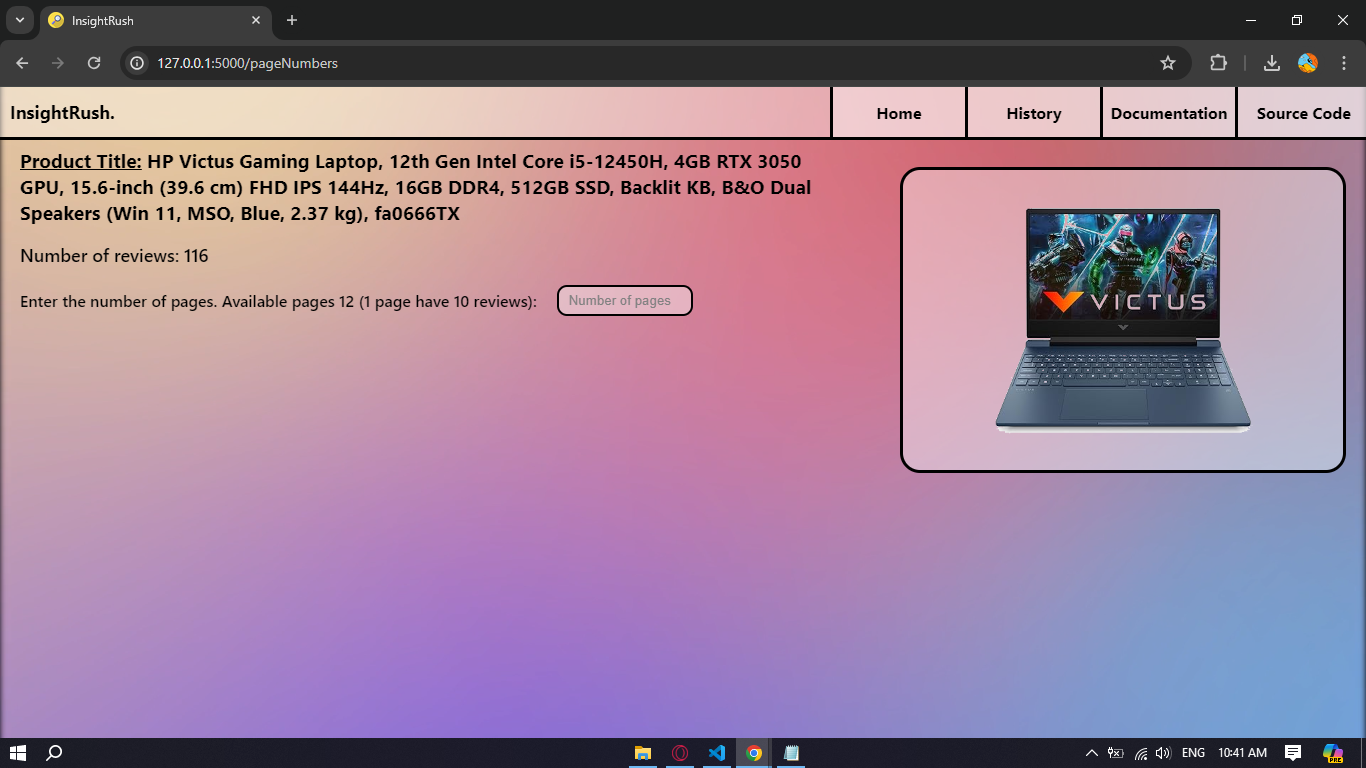 InsightRush
127.0.0.1:5000/pageNumbers
InsightRush.
Home
History
Documentation
Source Code
Product Title: HP Victus Gaming Laptop, 12th Gen Intel Core i5-12450H, 4GB RTX 3050
GPU, 15.6-inch (39.6 cm) FHD IPS 144Hz, 16GB DDR4, 512GB SSD, Backlit KB, B&O Dual
Speakers (Win 11, MSO, Blue, 2.37 kg), fa0666TX
VICTUS
Number of reviews: 116
Enter the number of pages. Available pages 12 (1 page have 10 reviews):
Number of pages
ENG
10:41 AM
PRE